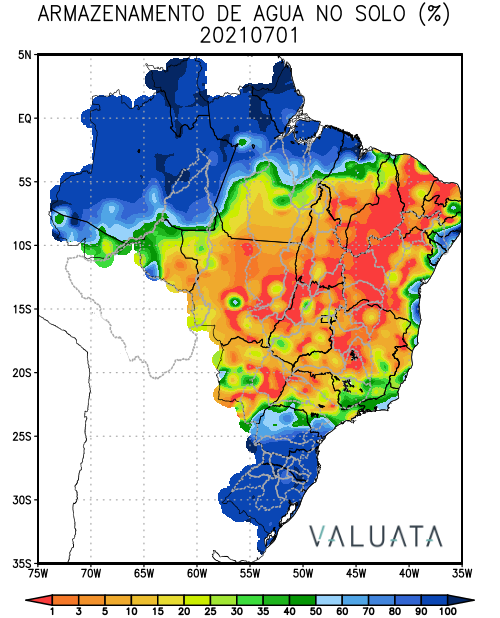 ARMAZENAMENTO DE AGUA NO SOLO (%)
20210701
5N
EQ
5S
10S
15S
20S
25S
30S
35S
VALUATA
75W 70W 65W 60W 55W 50W 45W 40W 35W
1 3 5 10 15 20 25 30 35 40 50 60 70 80 90 100